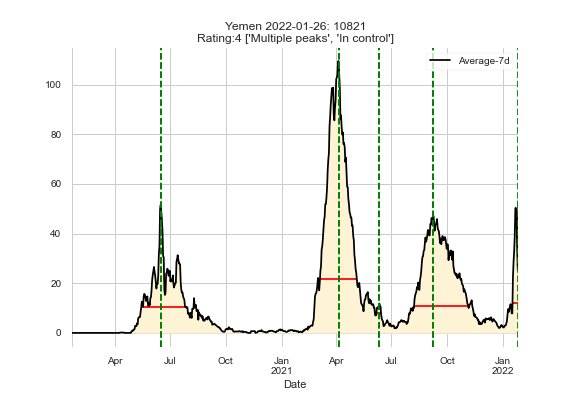 Yemen 2022-01-26: 10821
Rating:4 ['Multiple peaks', 'In control']
Average-7d
100
80
60
40
20
0
Apr
Jul
Oct
Jan
2021
Apr
Jul
Oct
Jan
2022
Date